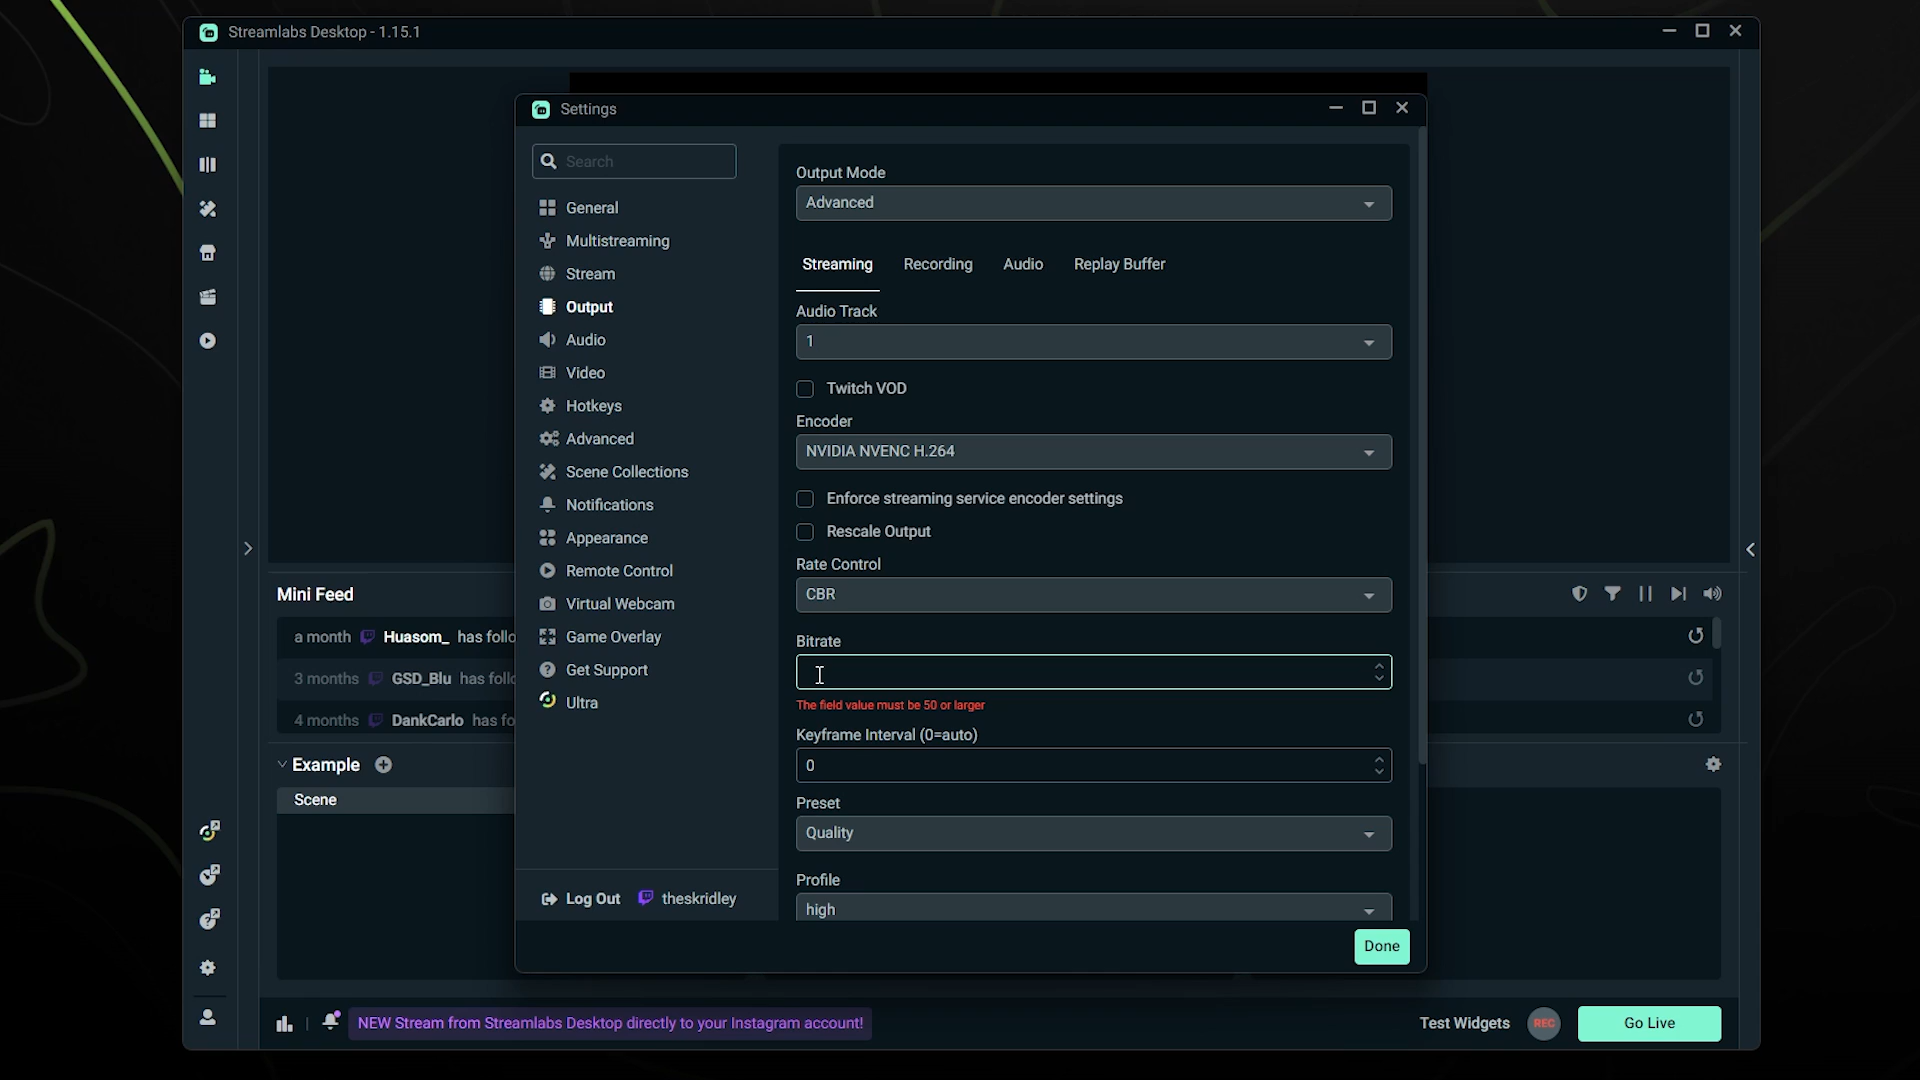 Streamlabs Desktop - 1.15.1
Settings
Search
General
Multistreaming
Stream
Output
Audio
Video
Hotkeys
Advanced
Scene Collections
Notifications
Appearance
Remote Control
Virtual Webcam
Game Overlay
Get Support
Ultra
Log Out theskridley
Output Mode
Advanced
Streaming Recording Audio Replay Buffer
Audio Track
1
Twitch VOD
Encoder
NVIDIA NVENC H.264
Enforce streaming service encoder settings
Rescale Output
Rate Control
CBR
Bitrate
The field value must be 50 or larger
Keyframe Interval (0=auto)
0
Preset
Quality
Profile
high
Done
Mini Feed
a month Huasom_ has follo
3 months GSD_Blu has follo
4 months DankCarlo has fo
Example
Scene
NEW Stream from Streamlabs Desktop directly to your Instagram account!
Test Widgets REC Go Live